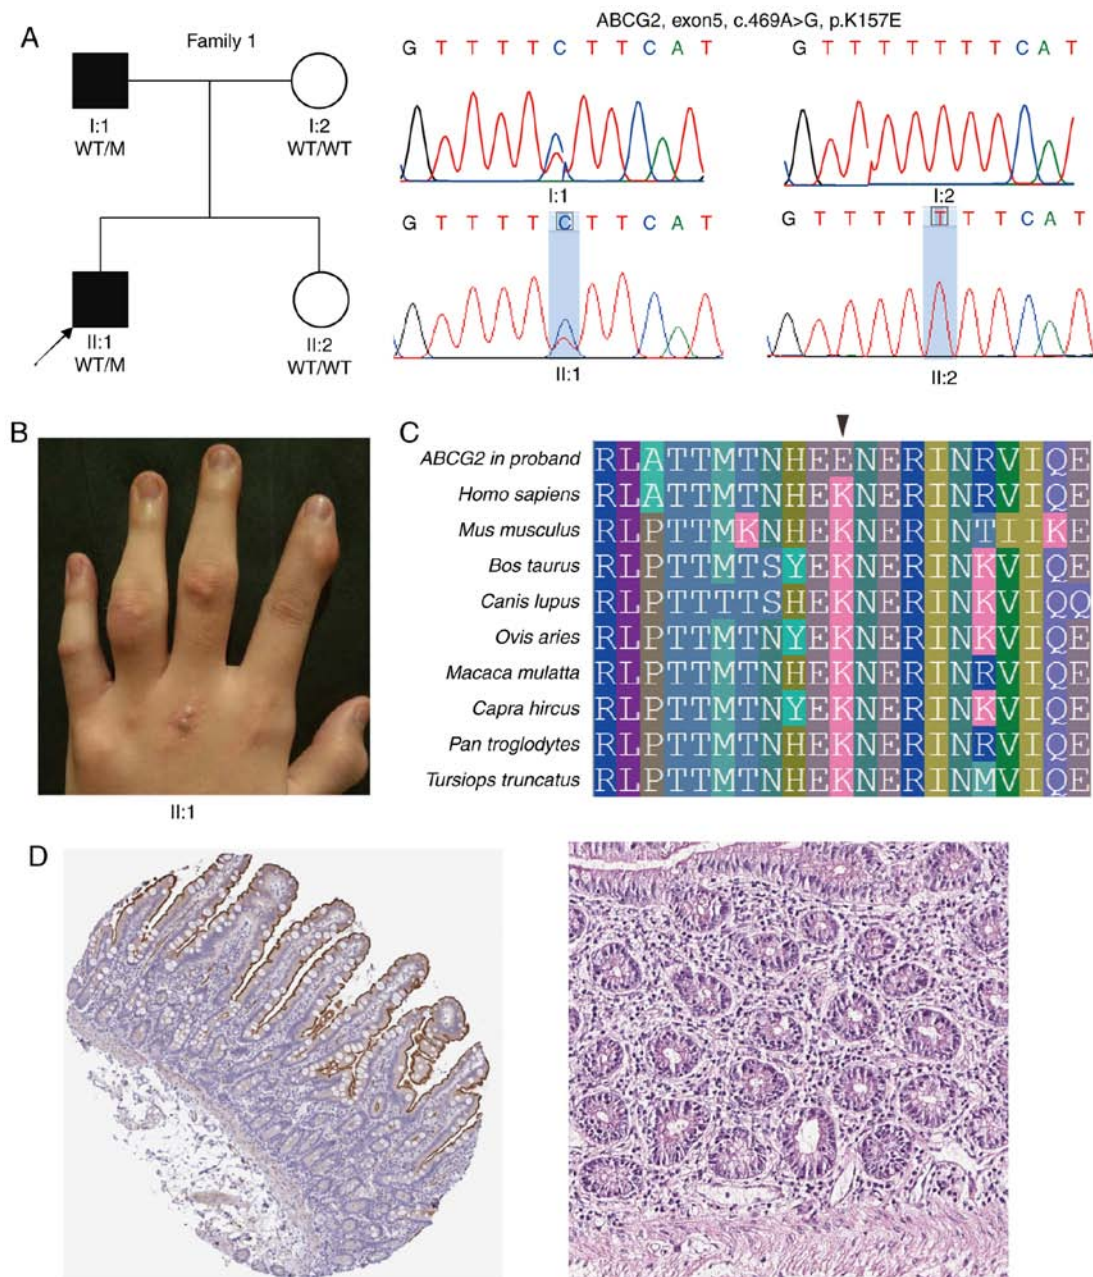 A
Family 1
I:1
WT/M
I:2
WT/WT
II:1
WT/M
II:2
WT/WT
ABCG2, exon5, c.469A>G, p.K157E
G T T T T C T T C A T
I:1
G T T T T T T T C A T
I:2
G T T T T C T T C A T
II:1
G T T T T T T T C A T
II:2
B
II:1
C
ABCG2 in proband RLATTMTNHEENERINRVIQE
Homo sapiens RLATTMTNHEKNERINRVIQE
Mus musculus RLPTTMKNHEKNERINTIIKE
Bos taurus RLPTTMTSYEKNERINKVIQE
Canis lupus RLPTTTTSHEKNERINKVIQQ
Ovis aries RLPTTMTNYEKNERINKVIQE
Macaca mulatta RLPTTMTNHEKNERINRVIQE
Capra hircus RLPTTMTNYEKNERINKVIQE
Pan troglodytes RLPTTMTNHEKNERINRVIQE
Tursiops truncatus RLPTTMTNHEKNERINMVIQE
D